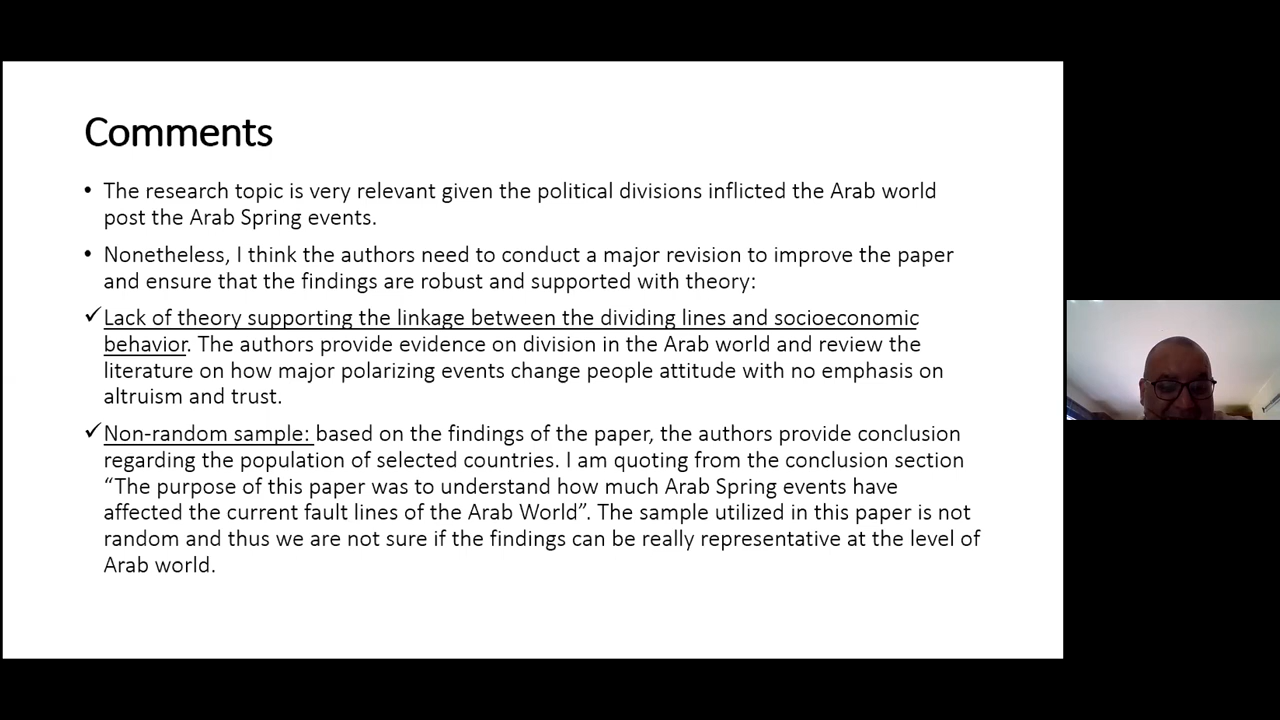 Comments
• The research topic is very relevant given the political divisions inflicted the Arab world
post the Arab Spring events.
• Nonetheless, I think the authors need to conduct a major revision to improve the paper
and ensure that the findings are robust and supported with theory:
✓Lack of theory supporting the linkage between the dividing lines and socioeconomic
behavior. The authors provide evidence on division in the Arab world and review the
literature on how major polarizing events change people attitude with no emphasis on
altruism and trust.
✓Non-random sample: based on the findings of the paper, the authors provide conclusion
regarding the population of selected countries. I am quoting from the conclusion section
“The purpose of this paper was to understand how much Arab Spring events have
affected the current fault lines of the Arab World”. The sample utilized in this paper is not
random and thus we are not sure if the findings can be really representative at the level of
Arab world.